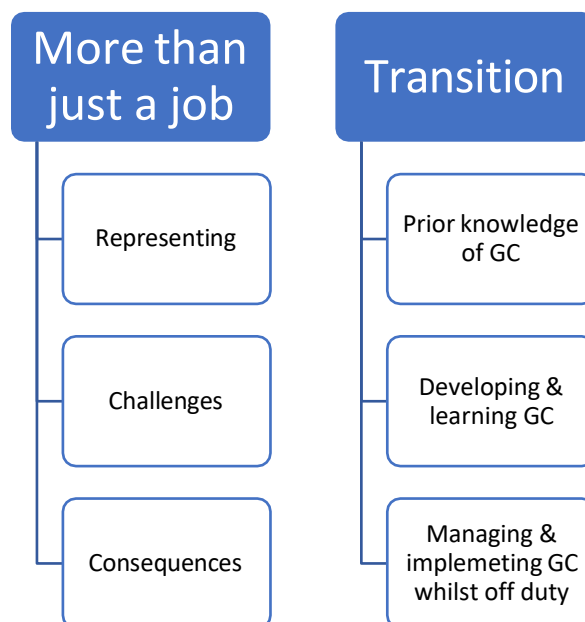 More than
just a job
Representing
Challenges
Consequences
Transition
Prior knowledge
of GC
Developing &
learning GC
Managing &
implemeting GC
whilst off duty